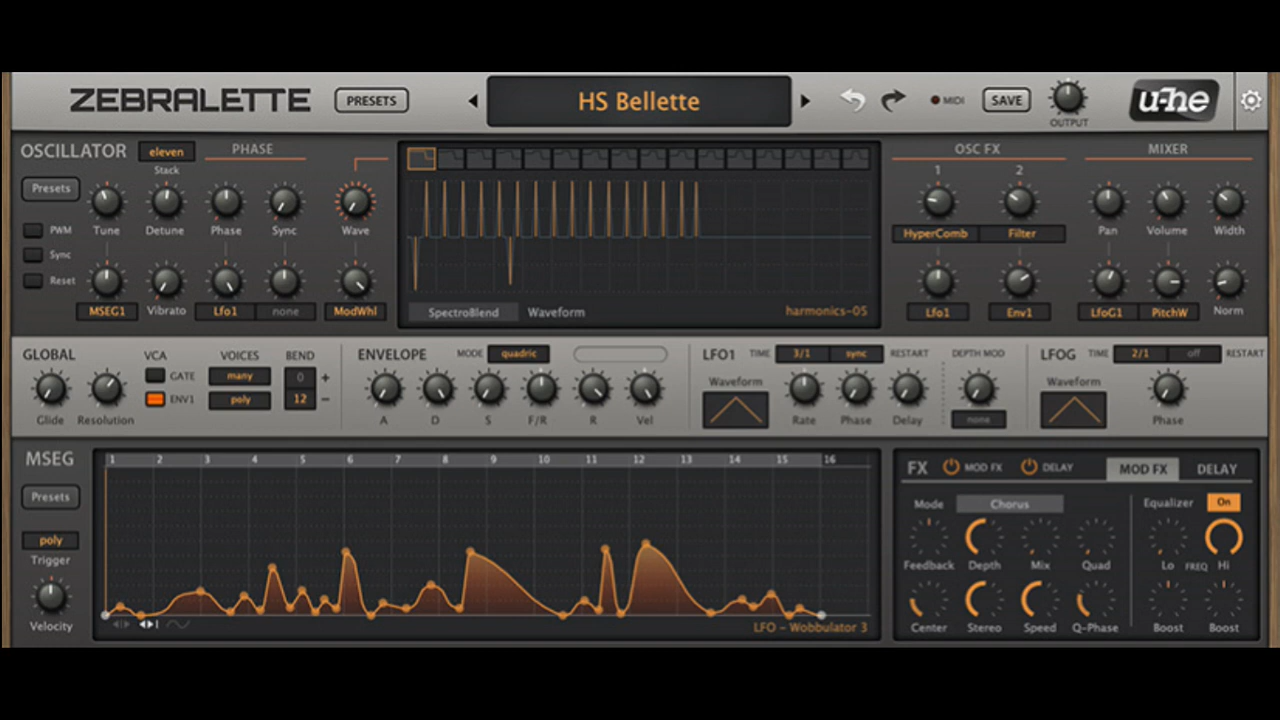 ZEBRALETTE PRESETS HS Bellette MIDI SAVE OUTPUT u-he
OSCILLATOR eleven PHASE
Stack
Presets
PWM Tune Detune Phase Sync Wave
Sync
Reset
MSEG1 Vibrato Lfo1 none ModWhl
SpectroBlend Waveform harmonics-05
OSC FX
1 2
HyperComb Filter
Lfo1 Env1
MIXER
Pan Volume Width
LfoG1 PitchW Norm
GLOBAL VCA VOICES BEND
GATE many 0 +
ENV1 poly 12 -
Glide Resolution
ENVELOPE MODE quadric
A D S F/R R Vel
LFO1 TIME 3/1 sync RESTART DEPTH MOD
Waveform
Rate Phase Delay none
LFOG TIME 2/1 off RESTART
Waveform
Phase
MSEG
Presets
poly
Trigger
Velocity
1 2 3 4 5 6 7 8 9 10 11 12 13 14 15 16
LFO - Wobbulator 3
FX MOD FX DELAY MOD FX DELAY
Mode Chorus Equalizer On
Feedback Depth Mix Quad Lo FREQ Hi
Center Stereo Speed Q-Phase Boost Boost